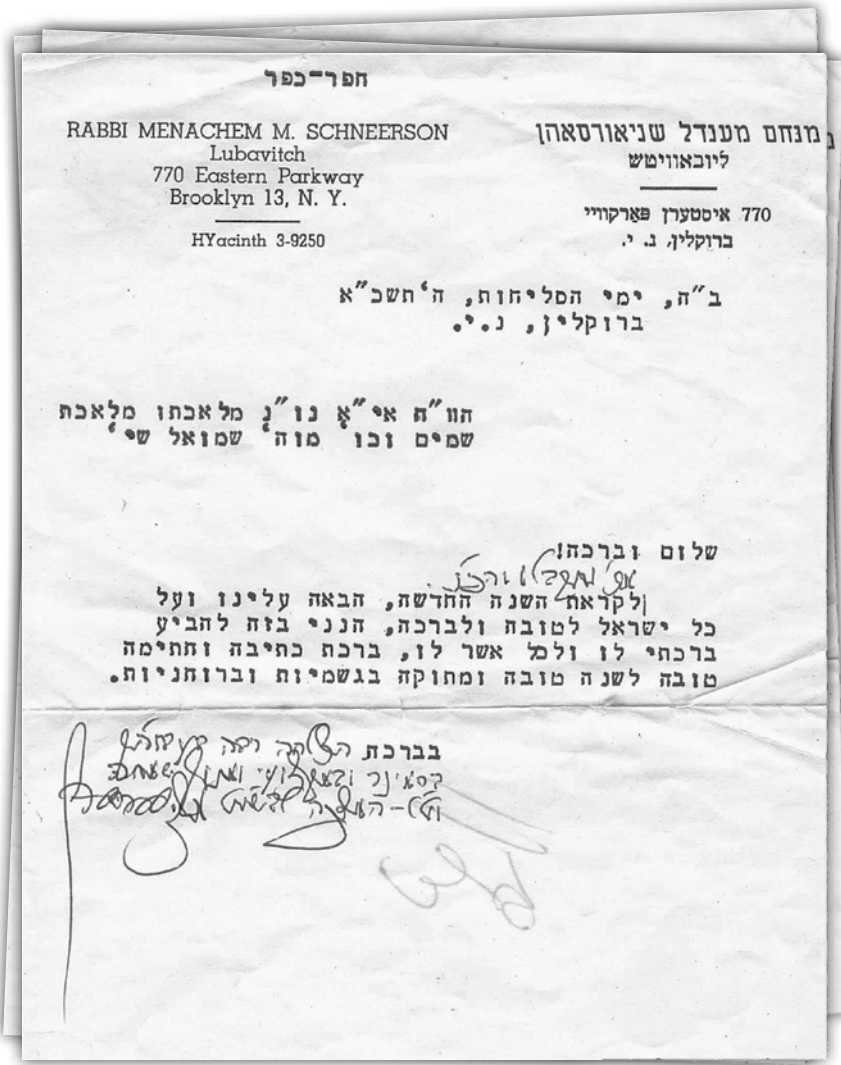 חפר־כפר
RABBI MENACHEM M. SCHNEERSON
Lubavitch
770 Eastern Parkway
Brooklyn 13, N. Y.
HYacinth 3-9250
מנחם מענדל שניאורסאהן
ליובאוויטש
770 איסטערן פארקוויי
ברוקלין, נ. י.
ב"ה, ימי הסליחות, ה'תשכ"א
ברוקלין, נ.י.
הוו"ח אי"א נו"נ מלאכתו מלאכת
שמים וכו' מוה' שמואל שי'
שלום וברכה!
לקראת השנה החדשה, הבאה עלינו ועל
כל ישראל לטובה ולברכה, הנני בזה להביע
ברכתי לו ולכל אשר לו, ברכת כתיבה וחתימה
טובה לשנה טובה ומתוקה בגשמיות וברוחניות.
בברכת